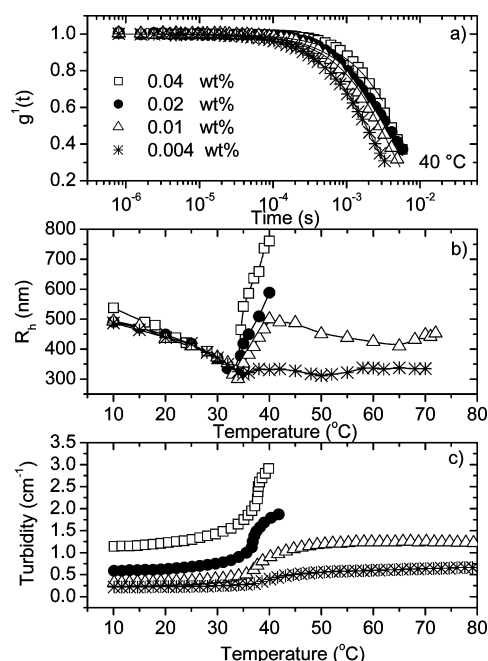 a)
g¹(t)
1.0
0.8
0.6
0.4
0.2
0.04 wt%
0.02 wt%
0.01 wt%
0.004 wt%
40 °C
10⁻⁶ 10⁻⁵ 10⁻⁴ 10⁻³ 10⁻²
Time (s)
b)
Rₕ (nm)
800
700
600
500
400
300
10 20 30 40 50 60 70 80
Temperature (°C)
c)
Turbidity (cm⁻¹)
3.5
3.0
2.5
2.0
1.5
1.0
0.5
0.0
10 20 30 40 50 60 70 80
Temperature (°C)